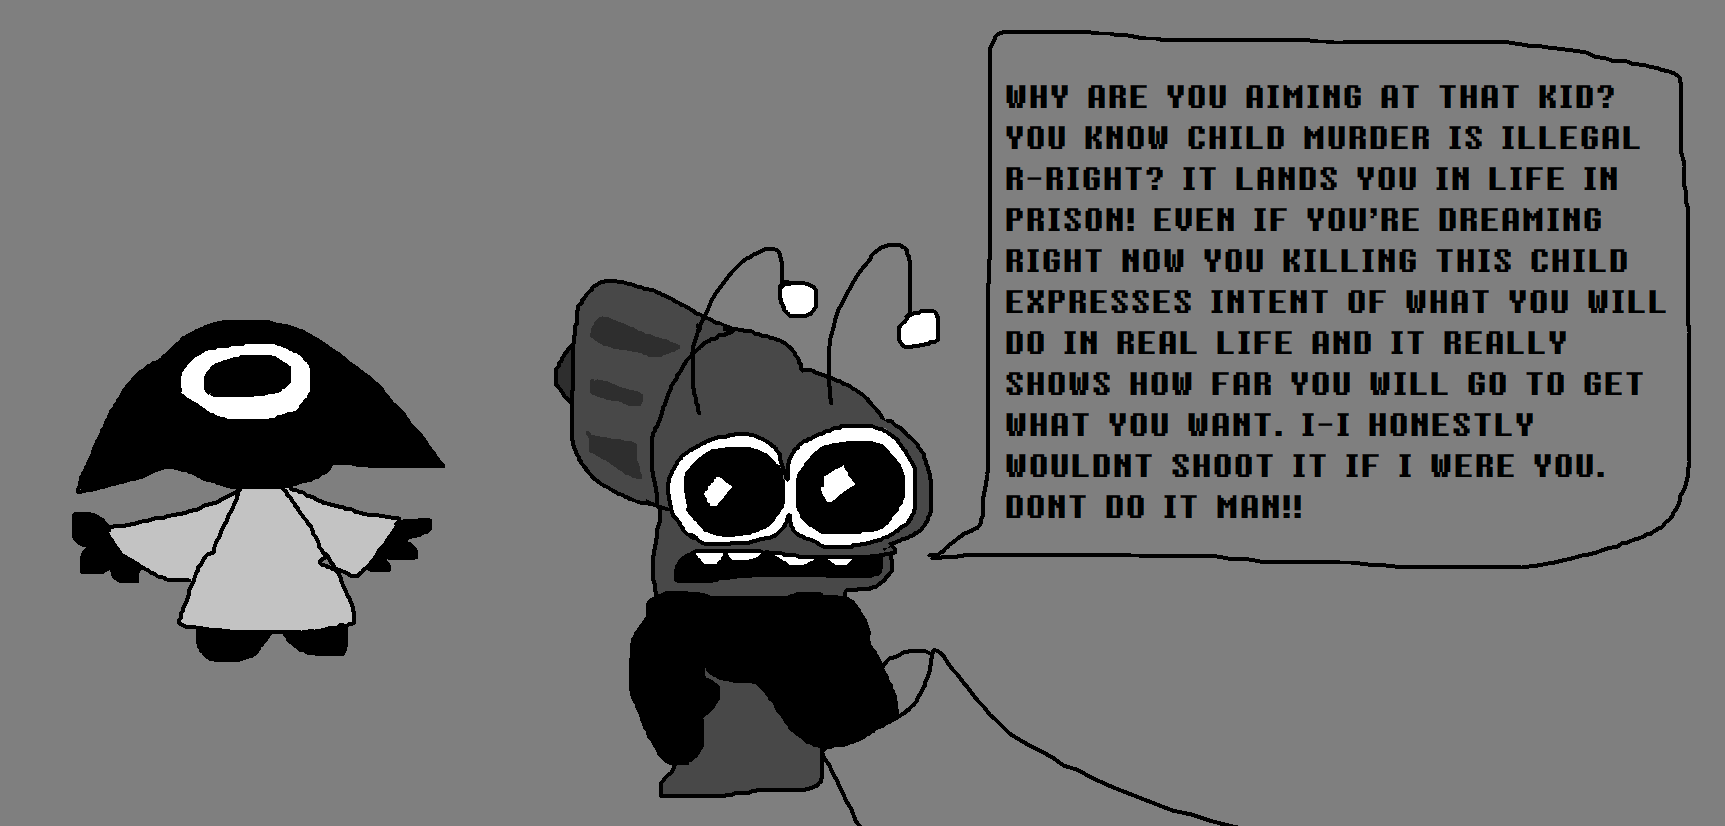 WHY ARE YOU AIMING AT THAT KID?
YOU KNOW CHILD MURDER IS ILLEGAL
R-RIGHT? IT LANDS YOU IN LIFE IN
PRISON! EVEN IF YOU'RE DREAMING
RIGHT NOW YOU KILLING THIS CHILD
EXPRESSES INTENT OF WHAT YOU WILL
DO IN REAL LIFE AND IT REALLY
SHOWS HOW FAR YOU WILL GO TO GET
WHAT YOU WANT. I-I HONESTLY
WOULDNT SHOOT IT IF I WERE YOU.
DONT DO IT MAN!!